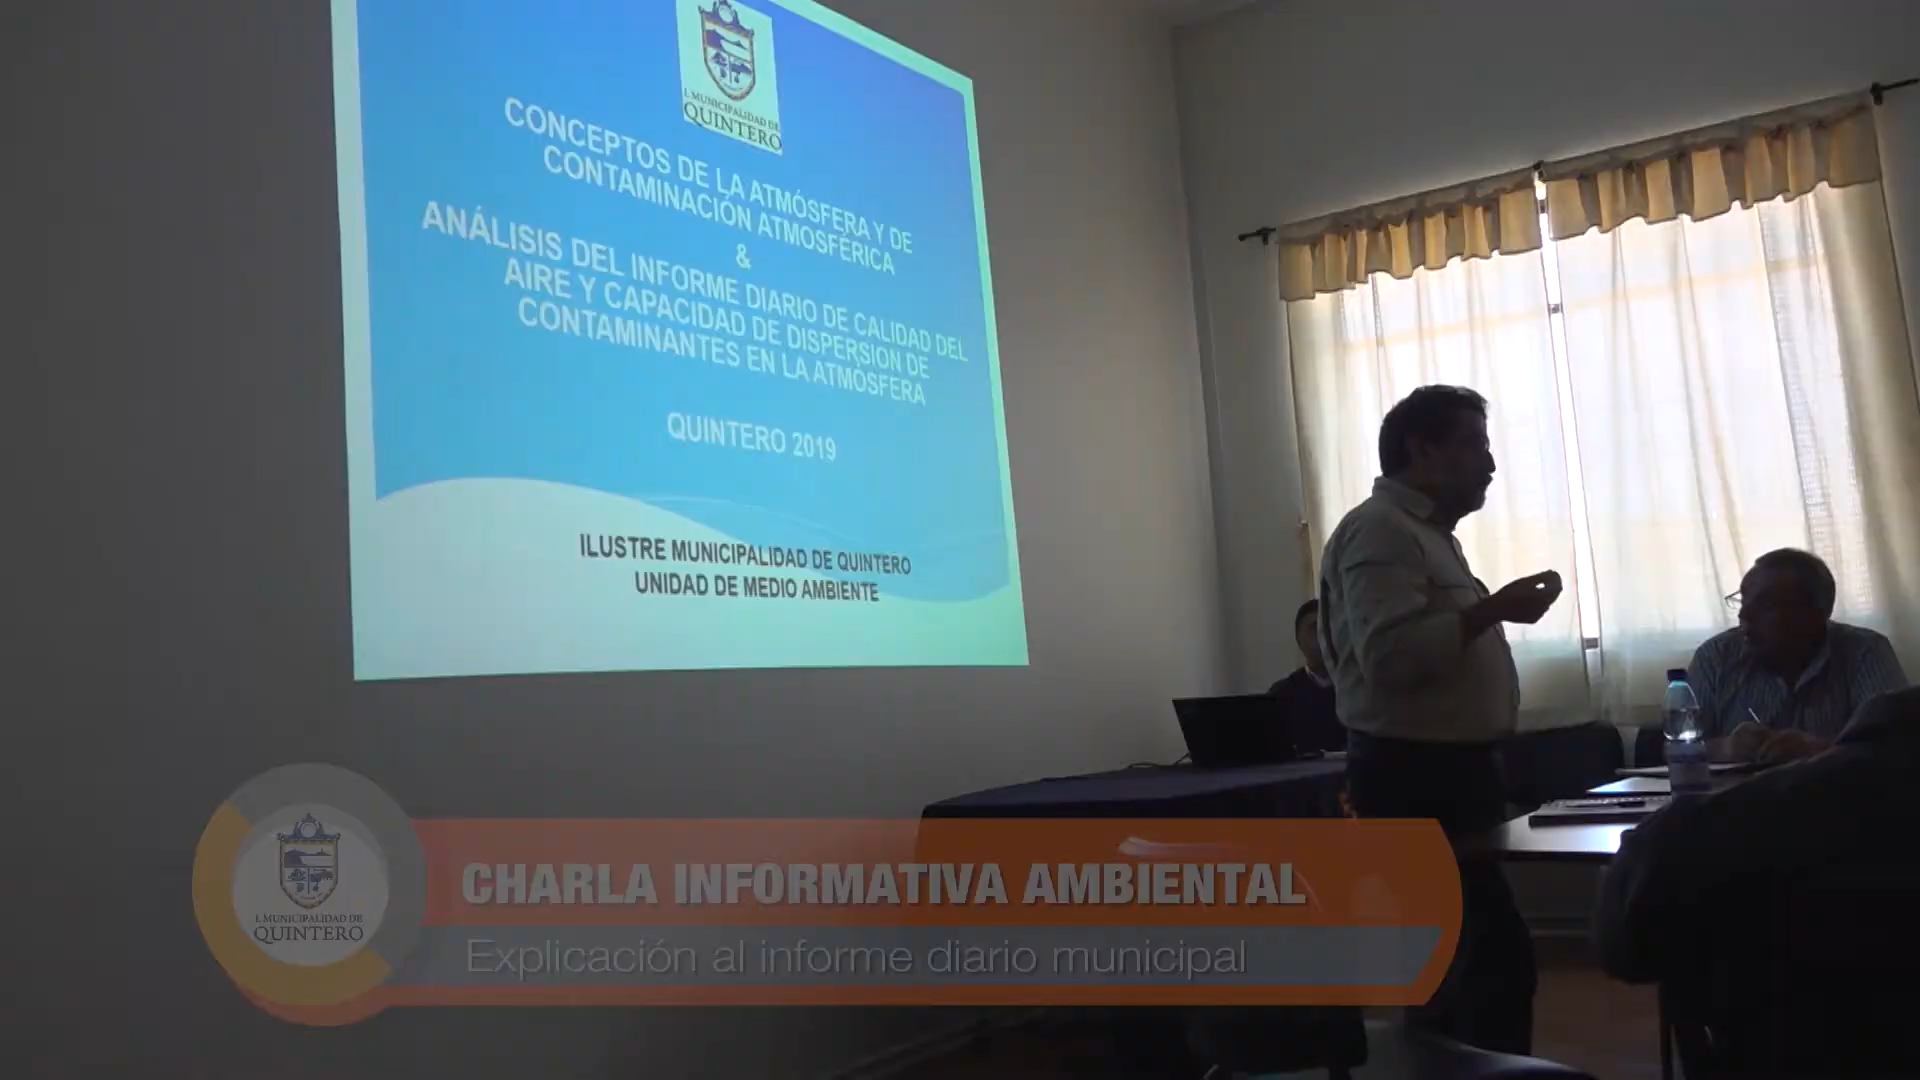 I. MUNICIPALIDAD DE
QUINTERO
CONCEPTOS DE LA ATMÓSFERA Y DE
CONTAMINACIÓN ATMOSFÉRICA
&
ANÁLISIS DEL INFORME DIARIO DE CALIDAD DEL
AIRE Y CAPACIDAD DE DISPERSION DE
CONTAMINANTES EN LA ATMOSFERA
QUINTERO 2019
ILUSTRE MUNICIPALIDAD DE QUINTERO
UNIDAD DE MEDIO AMBIENTE
I. MUNICIPALIDAD DE
QUINTERO
CHARLA INFORMATIVA AMBIENTAL
Explicación al informe diario municipal